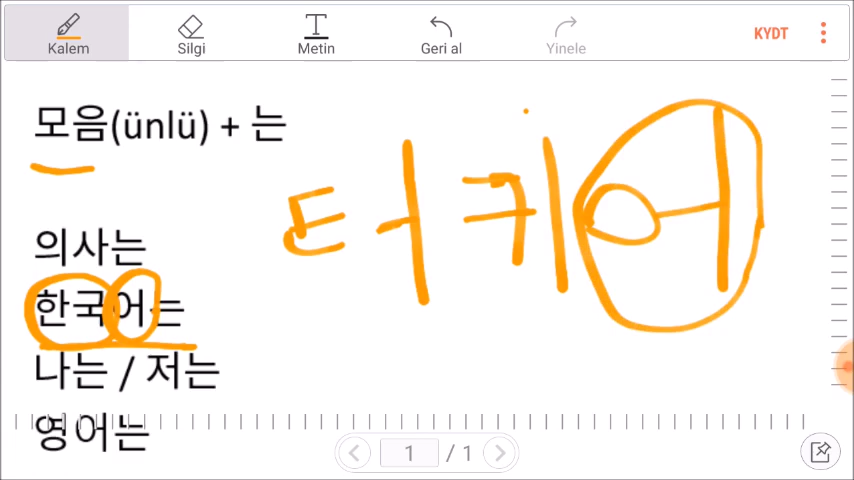 Kalem Silgi Metin Geri al Yinele KYDT
모음(ünlü) + 는
터키어
의사는
한국어는
나는 / 저는
영어는
1 / 1